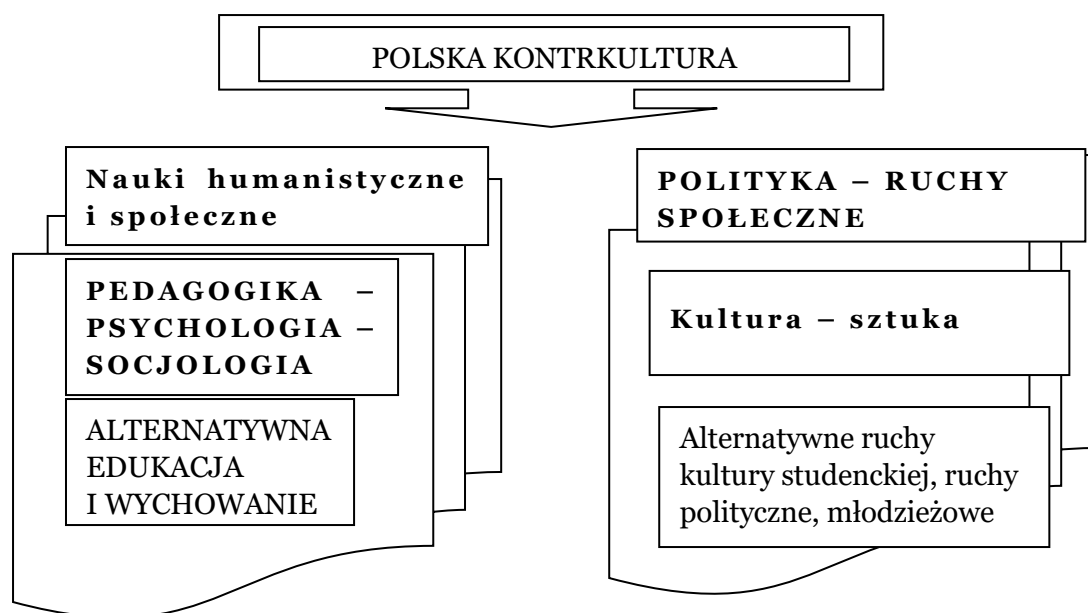 POLSKA KONTRKULTURA
Nauki humanistyczne
i społeczne
PEDAGOGIKA –
PSYCHOLOGIA –
SOCJOLOGIA
ALTERNATYWNA
EDUKACJA
I WYCHOWANIE
POLITYKA – RUCHY
SPOŁECZNE
Kultura – sztuka
Alternatywne ruchy
kultury studenckiej, ruchy
polityczne, młodzieżowe